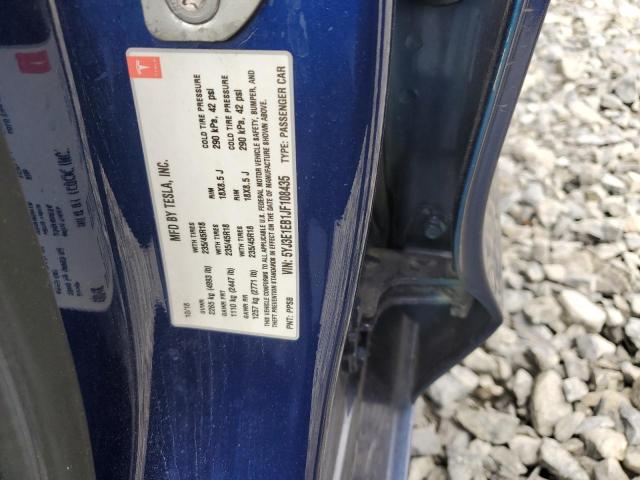 MFD BY TESLA, INC.
10/18
GVWR
2265 kg (4993 lb)
GAWR FRT
1110 kg (2447 lb)
WITH TIRES
235/45R18
RIM
18X8.5 J
COLD TIRE PRESSURE
290 kPa, 42 psi
GAWR RR
1257 kg (2771 lb)
WITH TIRES
235/45R18
RIM
18X8.5 J
COLD TIRE PRESSURE
290 kPa, 42 psi
THIS VEHICLE CONFORMS TO ALL APPLICABLE U.S. FEDERAL MOTOR VEHICLE SAFETY, BUMPER, AND
THEFT PREVENTION STANDARDS IN EFFECT ON THE DATE OF MANUFACTURE SHOWN ABOVE.
VIN: 5YJ3E1EB1JF108435
TYPE: PASSENGER CAR
PNT: PPSB